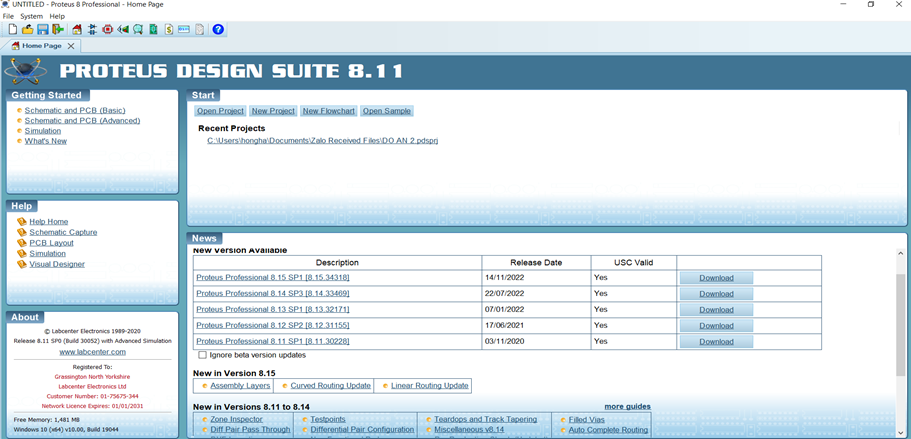 UNTITLED - Proteus 8 Professional - Home Page
File System Help
Home Page
PROTEUS DESIGN SUITE 8.11
Getting Started
Schematic and PCB (Basic)
Schematic and PCB (Advanced)
Simulation
What's New
Help
Help Home
Schematic Capture
PCB Layout
Simulation
Visual Designer
About
© Labcenter Electronics 1989-2020
Release 8.11 SP0 (Build 30052) with Advanced Simulation
www.labcenter.com
Registered To:
Grassington North Yorkshire
Labcenter Electronics Ltd
Customer Number: 01-75675-344
Network Licence Expires: 01/01/2031
Free Memory: 1,481 MB
Windows 10 (x64) v10.00, Build 19044
Start
Open Project New Project New Flowchart Open Sample
Recent Projects
C:\Users\hongha\Documents\Zalo Received Files\DO AN 2.pdsprj
News
New Version Available
Description Release Date USC Valid
Proteus Professional 8.15 SP1 [8.15.34318] 14/11/2022 Yes Download
Proteus Professional 8.14 SP3 [8.14.33469] 22/07/2022 Yes Download
Proteus Professional 8.13 SP1 [8.13.32171] 07/01/2022 Yes Download
Proteus Professional 8.12 SP2 [8.12.31155] 17/06/2021 Yes Download
Proteus Professional 8.11 SP1 [8.11.30228] 03/11/2020 Yes Download
Ignore beta version updates
New in Version 8.15
Assembly Layers Curved Routing Update Linear Routing Update
New in Versions 8.11 to 8.14 more guides
Zone Inspector Testpoints Teardops and Track Tapering Filled Vias
Diff Pair Pass Through Differential Pair Configuration Miscellaneous v8.14 Auto Complete Routing